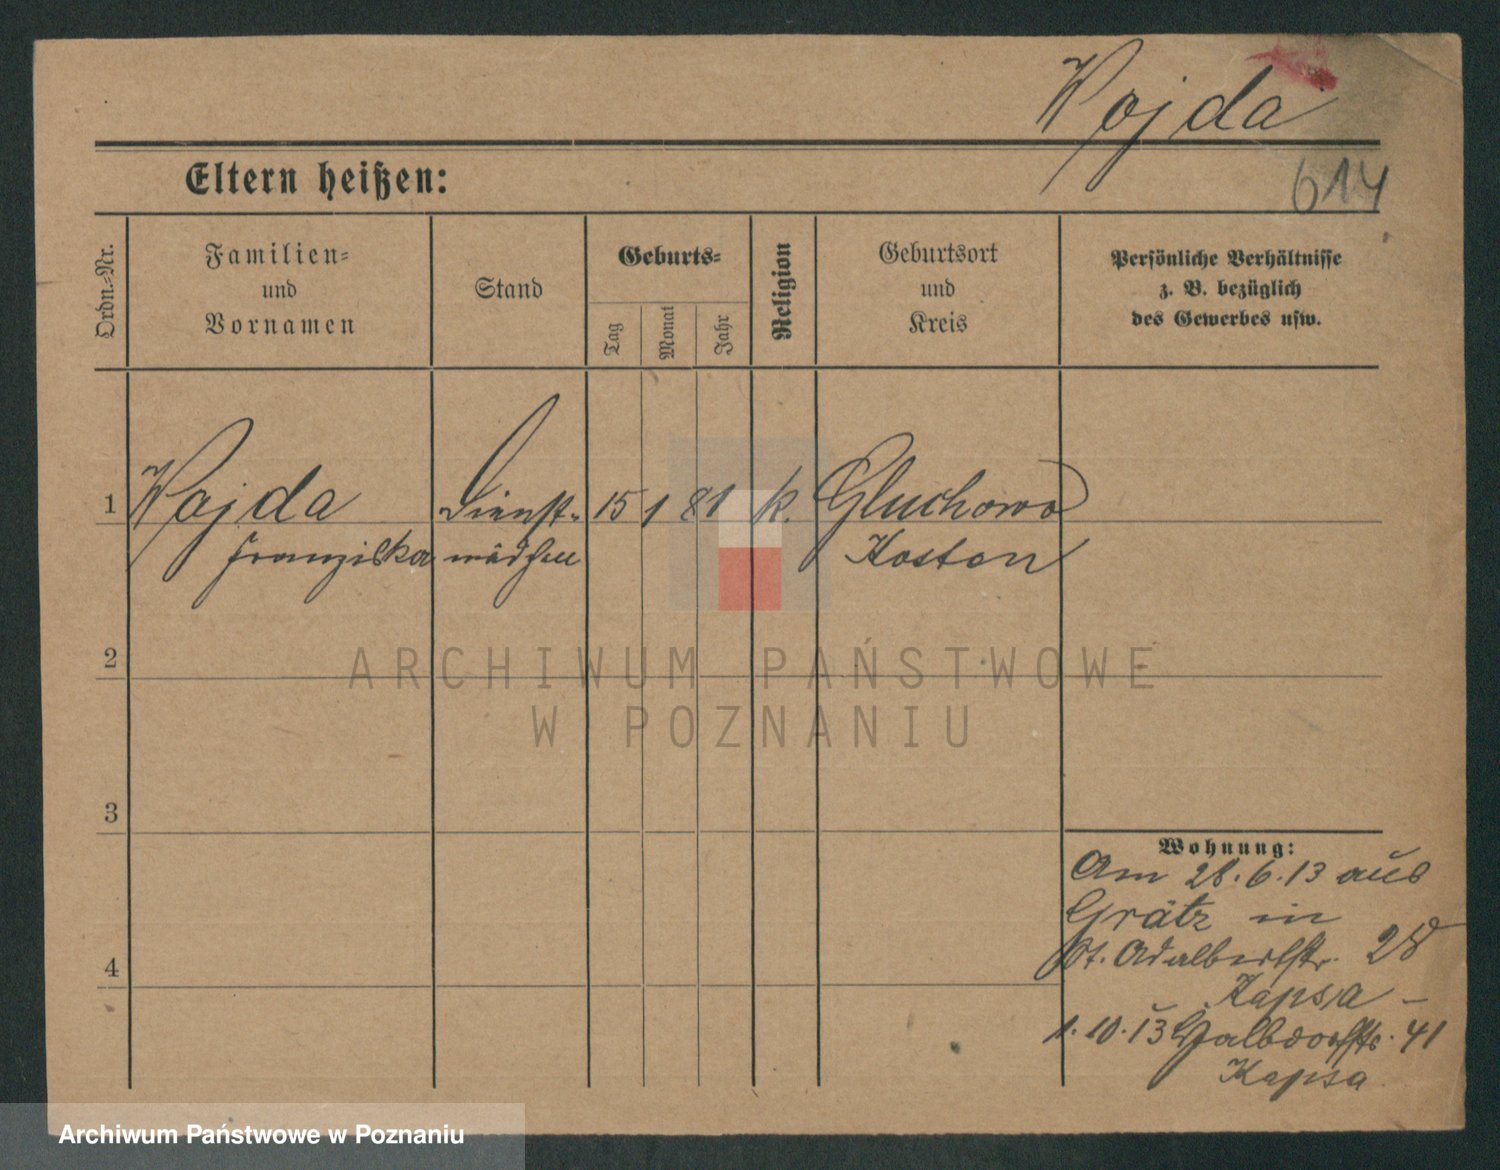 Wojda
614
Eltern heißen:
Ordn.-Nr.
Familien-
und
Vornamen
Stand
Geburts-
Tag
Monat
Jahr
Religion
Geburtsort
und
Kreis
Persönliche Verhältnisse
z. B. bezüglich
des Gewerbes usw.
1 Wojda Dienst- 15 1 81 k. Gluchowo
Franziska mädchen Kosten
2
3
4
Wohnung:
Am 28.6.13 aus
Grätz in
St. Adalbertstr. 28
Kapsa –
1.10.13 41
Kapsa
ARCHIWUM PAŃSTWOWE
W POZNANIU
Archiwum Państwowe w Poznaniu